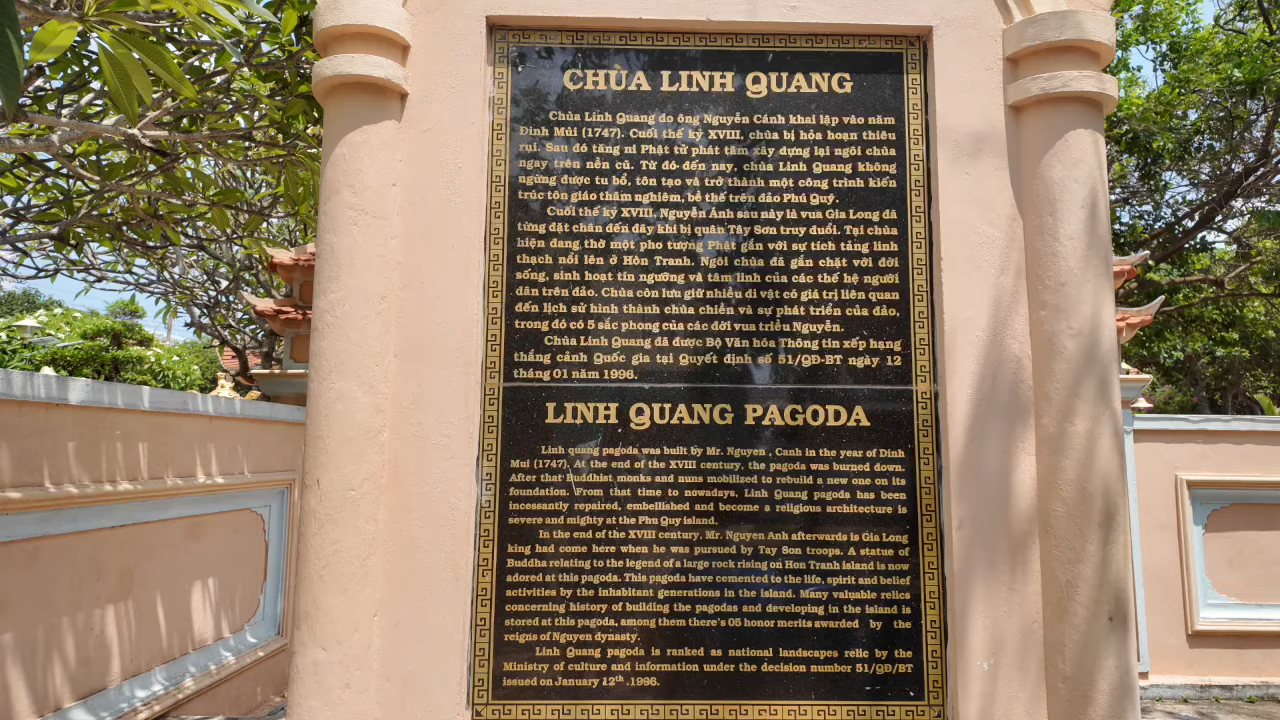 CHÙA LINH QUANG
Chùa Linh Quang do ông Nguyễn Cánh khai lập vào năm
Đinh Mùi (1747). Cuối thế kỷ XVIII, chùa bị hỏa hoạn thiêu
rụi. Sau đó tăng ni Phật tử phát tâm xây dựng lại ngôi chùa
ngay trên nền cũ. Từ đó đến nay, chùa Linh Quang không
ngừng được tu bổ, tôn tạo và trở thành một công trình kiến
trúc tôn giáo thâm nghiêm, bề thế trên đảo Phú Quý.
Cuối thế kỷ XVIII, Nguyễn Ánh sau này là vua Gia Long đã
từng đặt chân đến đây khi bị quân Tây Sơn truy đuổi. Tại chùa
hiện đang thờ một pho tượng Phật gắn với sự tích tảng linh
thạch nổi lên ở Hòn Tranh. Ngôi chùa đã gắn chặt với đời
sống, sinh hoạt tín ngưỡng và tâm linh của các thế hệ người
dân trên đảo. Chùa còn lưu giữ nhiều di vật có giá trị liên quan
đến lịch sử hình thành chùa chiền và sự phát triển của đảo,
trong đó có 5 sắc phong của các đời vua triều Nguyễn.
Chùa Linh Quang đã được Bộ Văn hóa Thông tin xếp hạng
thắng cảnh Quốc gia tại Quyết định số 51/QĐ-BT ngày 12
tháng 01 năm 1996.
LINH QUANG PAGODA
Linh quang pagoda was built by Mr. Nguyen , Canh in the year of Dinh
Mui (1747). At the end of the XVIII century, the pagoda was burned down.
After that Buddhist monks and nuns mobilized to rebuild a new one on its
foundation. From that time to nowadays, Linh Quang pagoda has been
incessantly repaired, embellished and become a religious architecture is
severe and mighty at the Phu Quy island.
In the end of the XVIII century, Mr. Nguyen Anh afterwards is Gia Long
king had come here when he was pursued by Tay Son troops. A statue of
Buddha relating to the legend of a large rock rising on Hon Tranh island is now
adored at this pagoda. This pagoda have cemented to the life, spirit and belief
activities by the inhabitant generations in the island. Many valuable relics
concerning history of building the pagodas and developing in the island is
stored at this pagoda, among them there's 05 honor merits awarded by the
reigns of Nguyen dynasty.
Linh Quang pagoda is ranked as national landscapes relic by the
Ministry of culture and information under the decision number 51/QĐ/BT
issued on January 12th .1996.